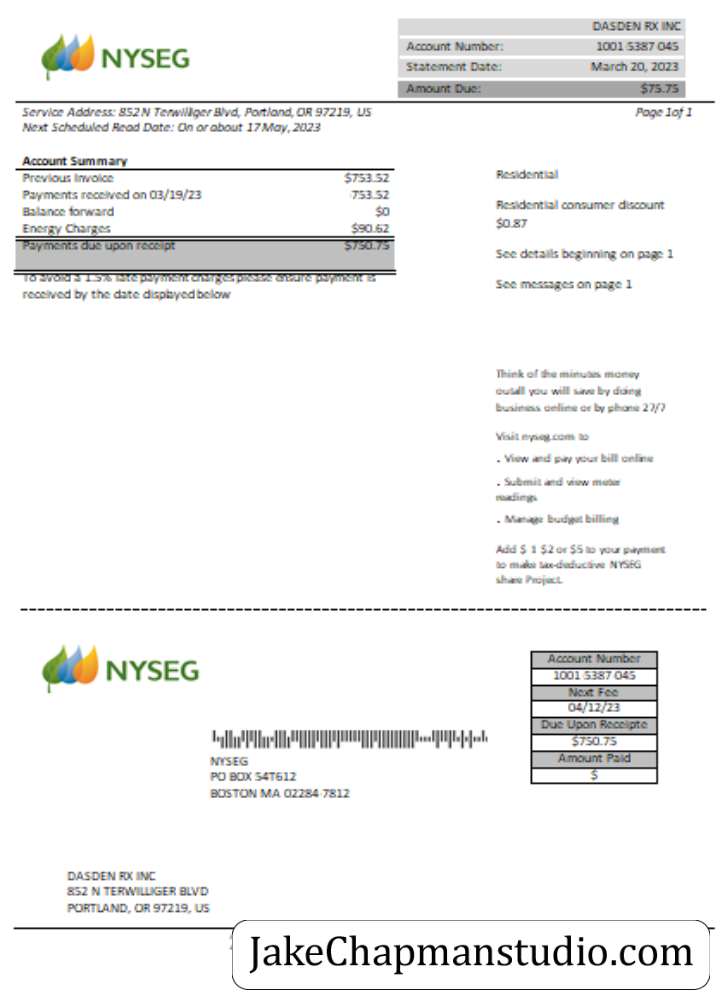 NYSEG
DASDEN RX INC
Account Number: 1001 5387 045
Statement Date: March 20, 2023
Amount Due: $75.75
Service Address: 852 N Terwilliger Blvd, Portland, OR 97219, US
Page 1of 1
Next Scheduled Read Date: On or about 17 May, 2023
Account Summary
Previous Invoice $753.52
Payments received on 03/19/23 753.52
Balance forward $0
Energy Charges $90.62
Payments due upon receipt $750.75
To avoid a 1.5% late payment charges please ensure payment is
received by the date displayed below
Residential
Residential consumer discount
$0.87
See details beginning on page 1
See messages on page 1
Think of the minutes money
outall you will save by doing
business online or by phone 27/7
Visit nyseg.com to
. View and pay your bill online
. Submit and view meter
readings
. Manage budget billing
Add $ 1 $2 or $5 to your payment
to make tax-deductive NYSEG
share Project.
NYSEG
Account Number
1001 5387 045
Next Fee
04/12/23
Due Upon Receipte
$750.75
Amount Paid
$
NYSEG
PO BOX 54T612
BOSTON MA 02284 7812
DASDEN RX INC
852 N TERWILLIGER BLVD
PORTLAND, OR 97219, US
JakeChapmanstudio.com